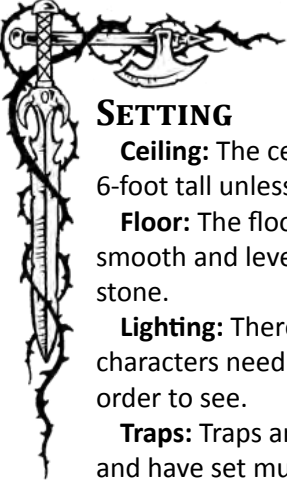 SETTING
Ceiling: The ce
6-foot tall unless
Floor: The floo
smooth and leve
stone.
Lighting: There
characters need
order to see.
Traps: Traps ar
and have set mu